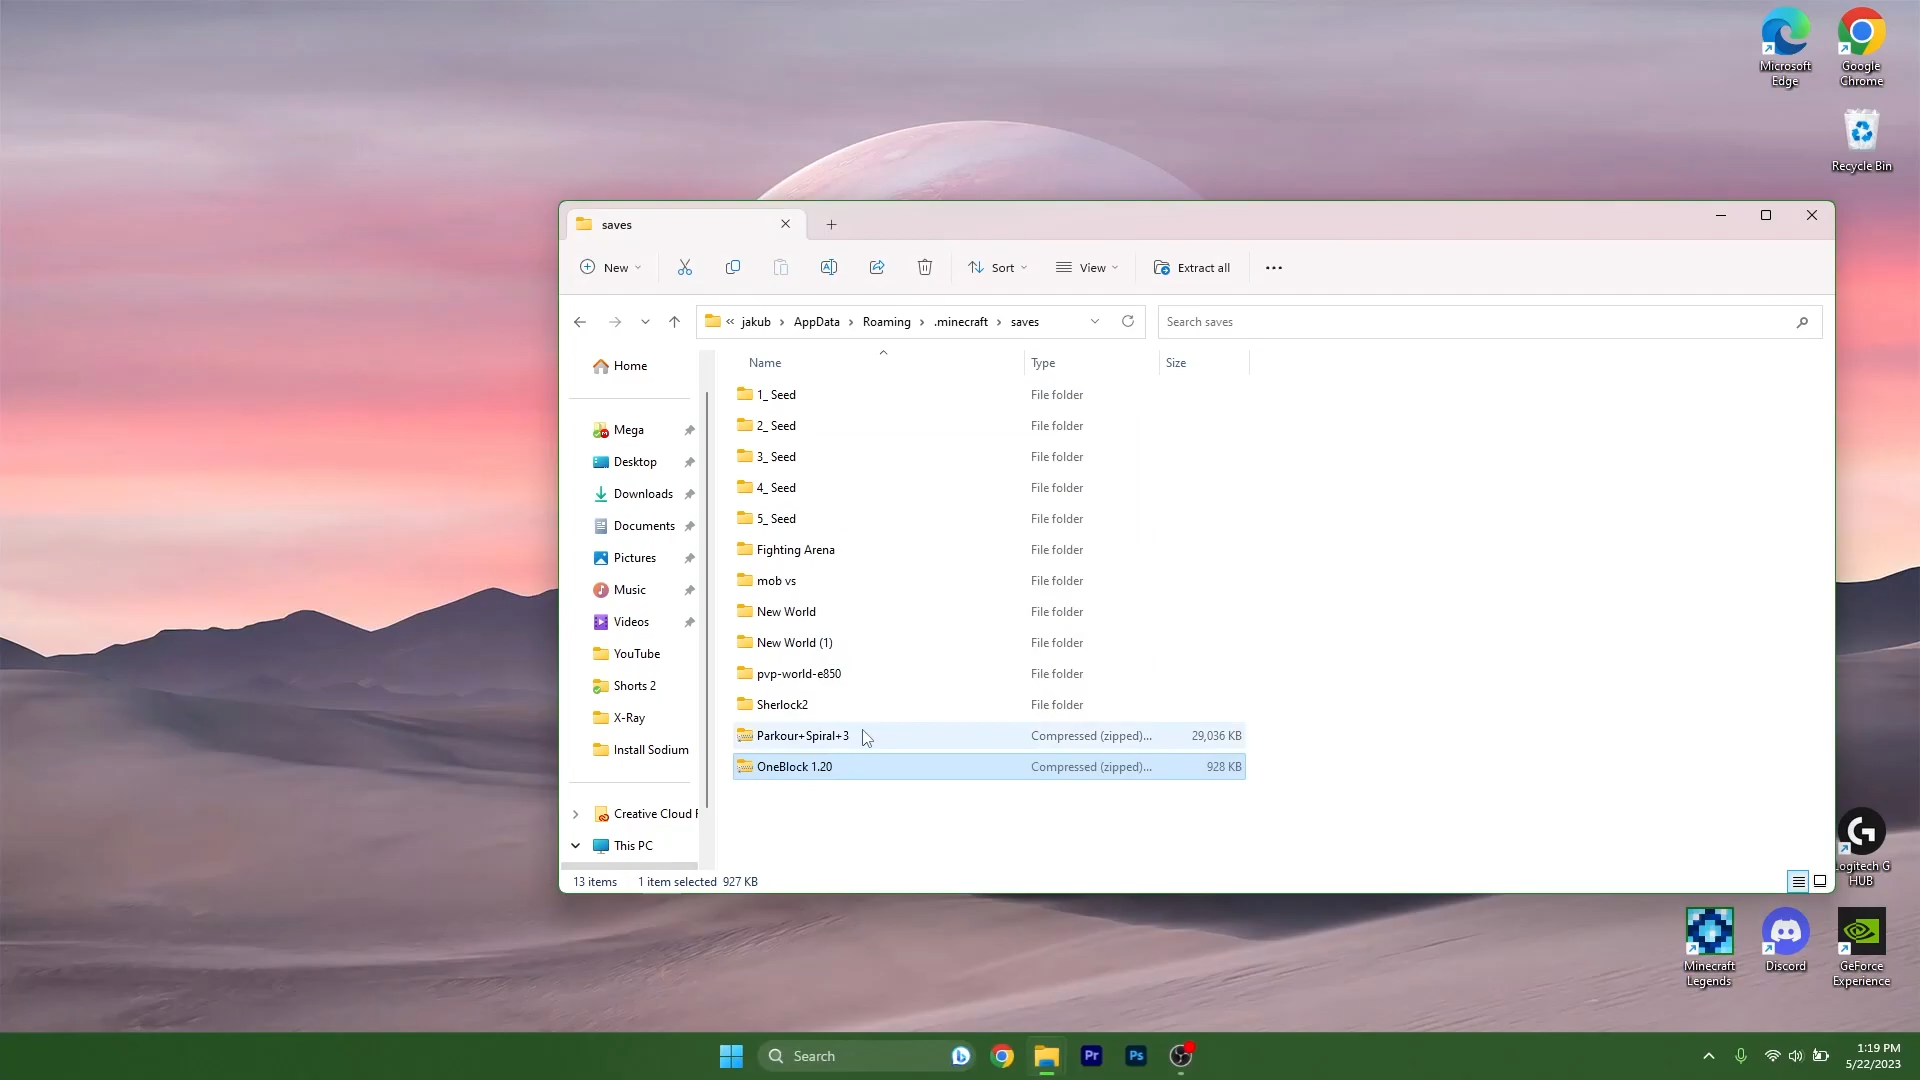 Microsoft Edge
Google Chrome
Recycle Bin
saves
New
Sort
View
Extract all
« jakub > AppData > Roaming > .minecraft > saves
Search saves
Home
Mega
Desktop
Downloads
Documents
Pictures
Music
Videos
YouTube
Shorts 2
X-Ray
Install Sodium
Creative Cloud F
This PC
Name Type Size
1_ Seed File folder
2_ Seed File folder
3_ Seed File folder
4_ Seed File folder
5_ Seed File folder
Fighting Arena File folder
mob vs File folder
New World File folder
New World (1) File folder
pvp-world-e850 File folder
Sherlock2 File folder
Parkour+Spiral+3 Compressed (zipped)... 29,036 KB
OneBlock 1.20 Compressed (zipped)... 928 KB
13 items 1 item selected 927 KB
Logitech G HUB
Minecraft Legends
Discord
GeForce Experience
Search
Pr
Ps
1:19 PM
5/22/2023